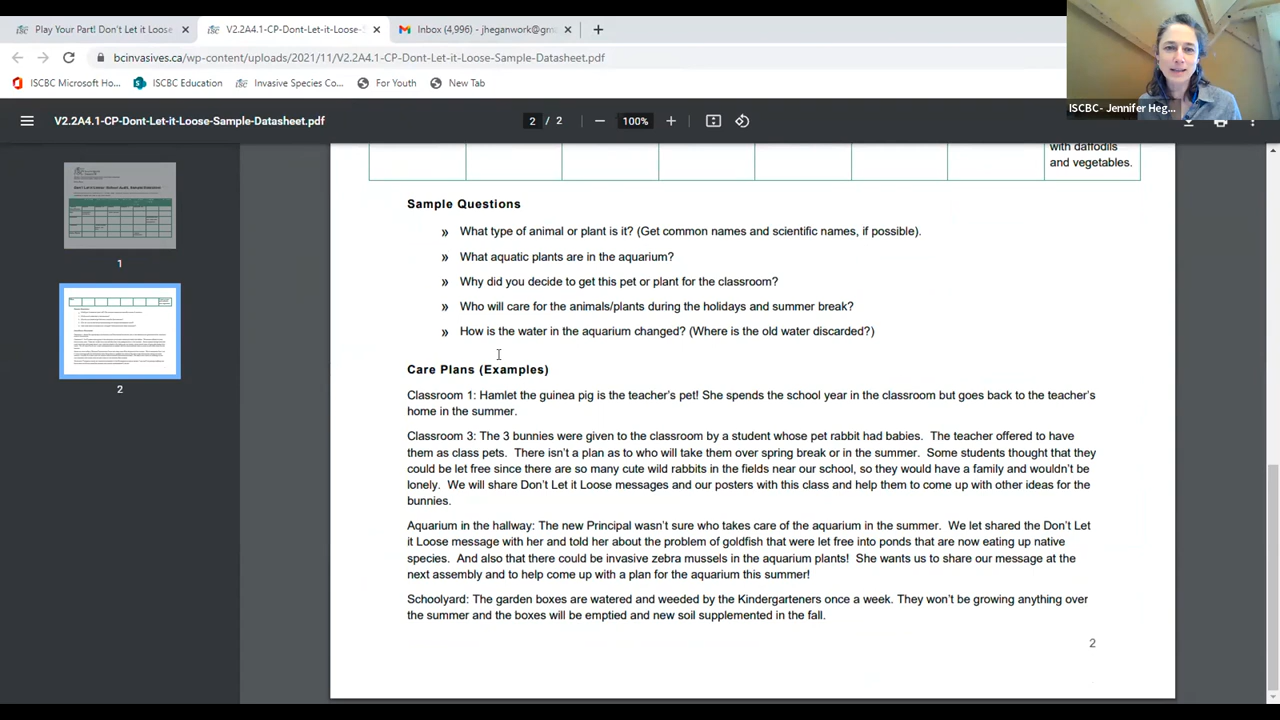 Play Your Part! Don't Let it Loose
V2.2A4.1-CP-Dont-Let-it-Loose-
Inbox (4,996) - jheganwork@gm
bcinvasives.ca/wp-content/uploads/2021/11/V2.2A4.1-CP-Dont-Let-it-Loose-Sample-Datasheet.pdf
ISCBC Microsoft Ho...
ISCBC Education
Invasive Species Co...
For Youth
New Tab
ISCBC- Jennifer Heg...
V2.2A4.1-CP-Dont-Let-it-Loose-Sample-Datasheet.pdf
2 / 2
100%
with daffodils
and vegetables.
Sample Questions
» What type of animal or plant is it? (Get common names and scientific names, if possible).
» What aquatic plants are in the aquarium?
» Why did you decide to get this pet or plant for the classroom?
» Who will care for the animals/plants during the holidays and summer break?
» How is the water in the aquarium changed? (Where is the old water discarded?)
Care Plans (Examples)
Classroom 1: Hamlet the guinea pig is the teacher's pet! She spends the school year in the classroom but goes back to the teacher's
home in the summer.
Classroom 3: The 3 bunnies were given to the classroom by a student whose pet rabbit had babies. The teacher offered to have
them as class pets. There isn't a plan as to who will take them over spring break or in the summer. Some students thought that they
could be let free since there are so many cute wild rabbits in the fields near our school, so they would have a family and wouldn't be
lonely. We will share Don't Let it Loose messages and our posters with this class and help them to come up with other ideas for the
bunnies.
Aquarium in the hallway: The new Principal wasn't sure who takes care of the aquarium in the summer. We let shared the Don't Let
it Loose message with her and told her about the problem of goldfish that were let free into ponds that are now eating up native
species. And also that there could be invasive zebra mussels in the aquarium plants! She wants us to share our message at the
next assembly and to help come up with a plan for the aquarium this summer!
Schoolyard: The garden boxes are watered and weeded by the Kindergarteners once a week. They won't be growing anything over
the summer and the boxes will be emptied and new soil supplemented in the fall.
2
1
2